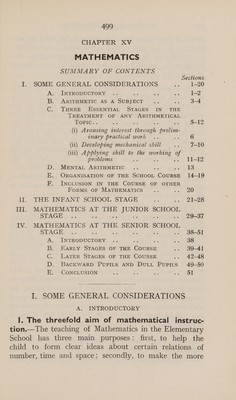 499
CHAPTER XV
MATHEMATICS
SUMMARY OF CONTENTS
Sections
I. SOME GENERAL CONSIDERATIONS .. 1-20
A. Introductory .. .. .. .. 1-2
B. Arithmetic as a Subject .. .. 3-4
C. Three Essential Stages in the
Treatment of any Arithmetical
Topic.. .. .. .. .. 5-12
(i) Arousing interest through prelim-
inary practical work .. .. 6
(ii) Developing mechanical skill .. 7-10
(iii) Applying skill to the working of
problems .. .. .. 11-12
D. Mental Arithmetic .. .. .. 13
E. Organisation of the School Course 14-19
F. Inclusion in the Course of other
Forms of Mathematics .. .. 20
II. THE INFANT SCHOOL STAGE .. .. 21-28
III. MATHEMATICS AT THE JUNIOR SCHOOL
STAGE .. .. .. .. .. 29-37
IV. MATHEMATICS AT THE SENIOR SCHOOL
STAGE .. .. .. .. .. 38-51
A. Introductory .. .. .. .. 38
B. Early Stages of the Course .. 39-41
C. Later Stages of the Course .. 42-48
D. Backward Pupils and Dull Pupils 49-50
E. Conclusion .. .. .. .. 51
I. SOME GENERAL CONSIDERATIONS
A. INTRODUCTORY
1. The threefold aim of mathematical instruc-
tion.—The teaching of Mathematics in the Elementary
School has three main purposes: first, to help the
child to form clear ideas about certain relations of
number, time and space; secondly, to make the more